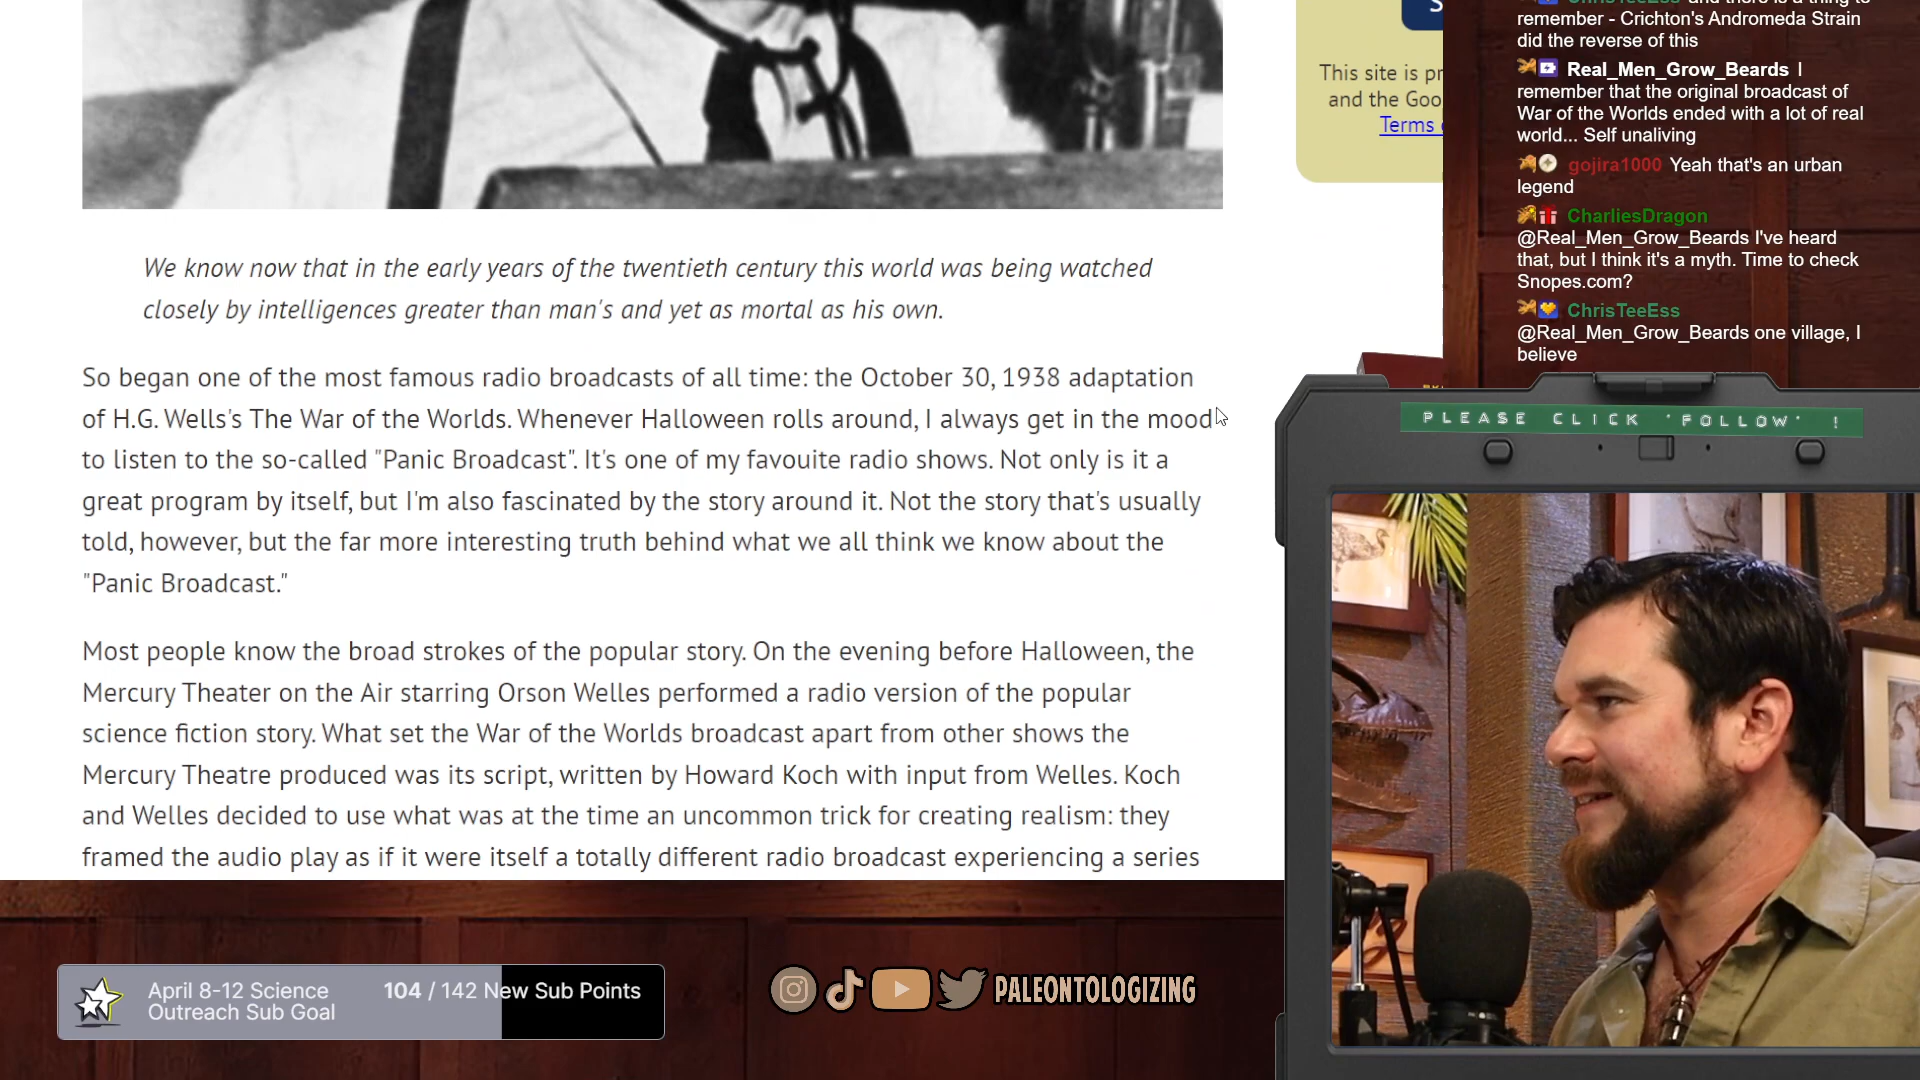 We know now that in the early years of the twentieth century this world was being watched
closely by intelligences greater than man's and yet as mortal as his own.
So began one of the most famous radio broadcasts of all time: the October 30, 1938 adaptation
of H.G. Wells's The War of the Worlds. Whenever Halloween rolls around, I always get in the mood
to listen to the so-called "Panic Broadcast". It's one of my favouite radio shows. Not only is it a
great program by itself, but I'm also fascinated by the story around it. Not the story that's usually
told, however, but the far more interesting truth behind what we all think we know about the
"Panic Broadcast."
Most people know the broad strokes of the popular story. On the evening before Halloween, the
Mercury Theater on the Air starring Orson Welles performed a radio version of the popular
science fiction story. What set the War of the Worlds broadcast apart from other shows the
Mercury Theatre produced was its script, written by Howard Koch with input from Welles. Koch
and Welles decided to use what was at the time an uncommon trick for creating realism: they
framed the audio play as if it were itself a totally different radio broadcast experiencing a series
This site is pr
and the Goo
Terms
ChrisTeeEss and there is a thing to
remember - Crichton's Andromeda Strain
did the reverse of this
Real_Men_Grow_Beards I
remember that the original broadcast of
War of the Worlds ended with a lot of real
world... Self unaliving
gojira1000 Yeah that's an urban
legend
CharliesDragon
@Real_Men_Grow_Beards I've heard
that, but I think it's a myth. Time to check
Snopes.com?
ChrisTeeEss
@Real_Men_Grow_Beards one village, I
believe
PLEASE CLICK 'FOLLOW' !
April 8-12 Science
Outreach Sub Goal
104 / 142 New Sub Points
PALEONTOLOGIZING